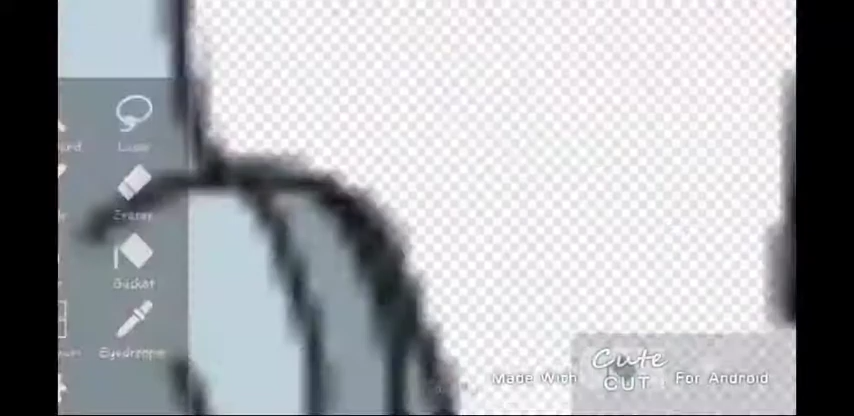 Lasso
Eraser
Bucket
Eyedropper
Made With Cute CUT For Android